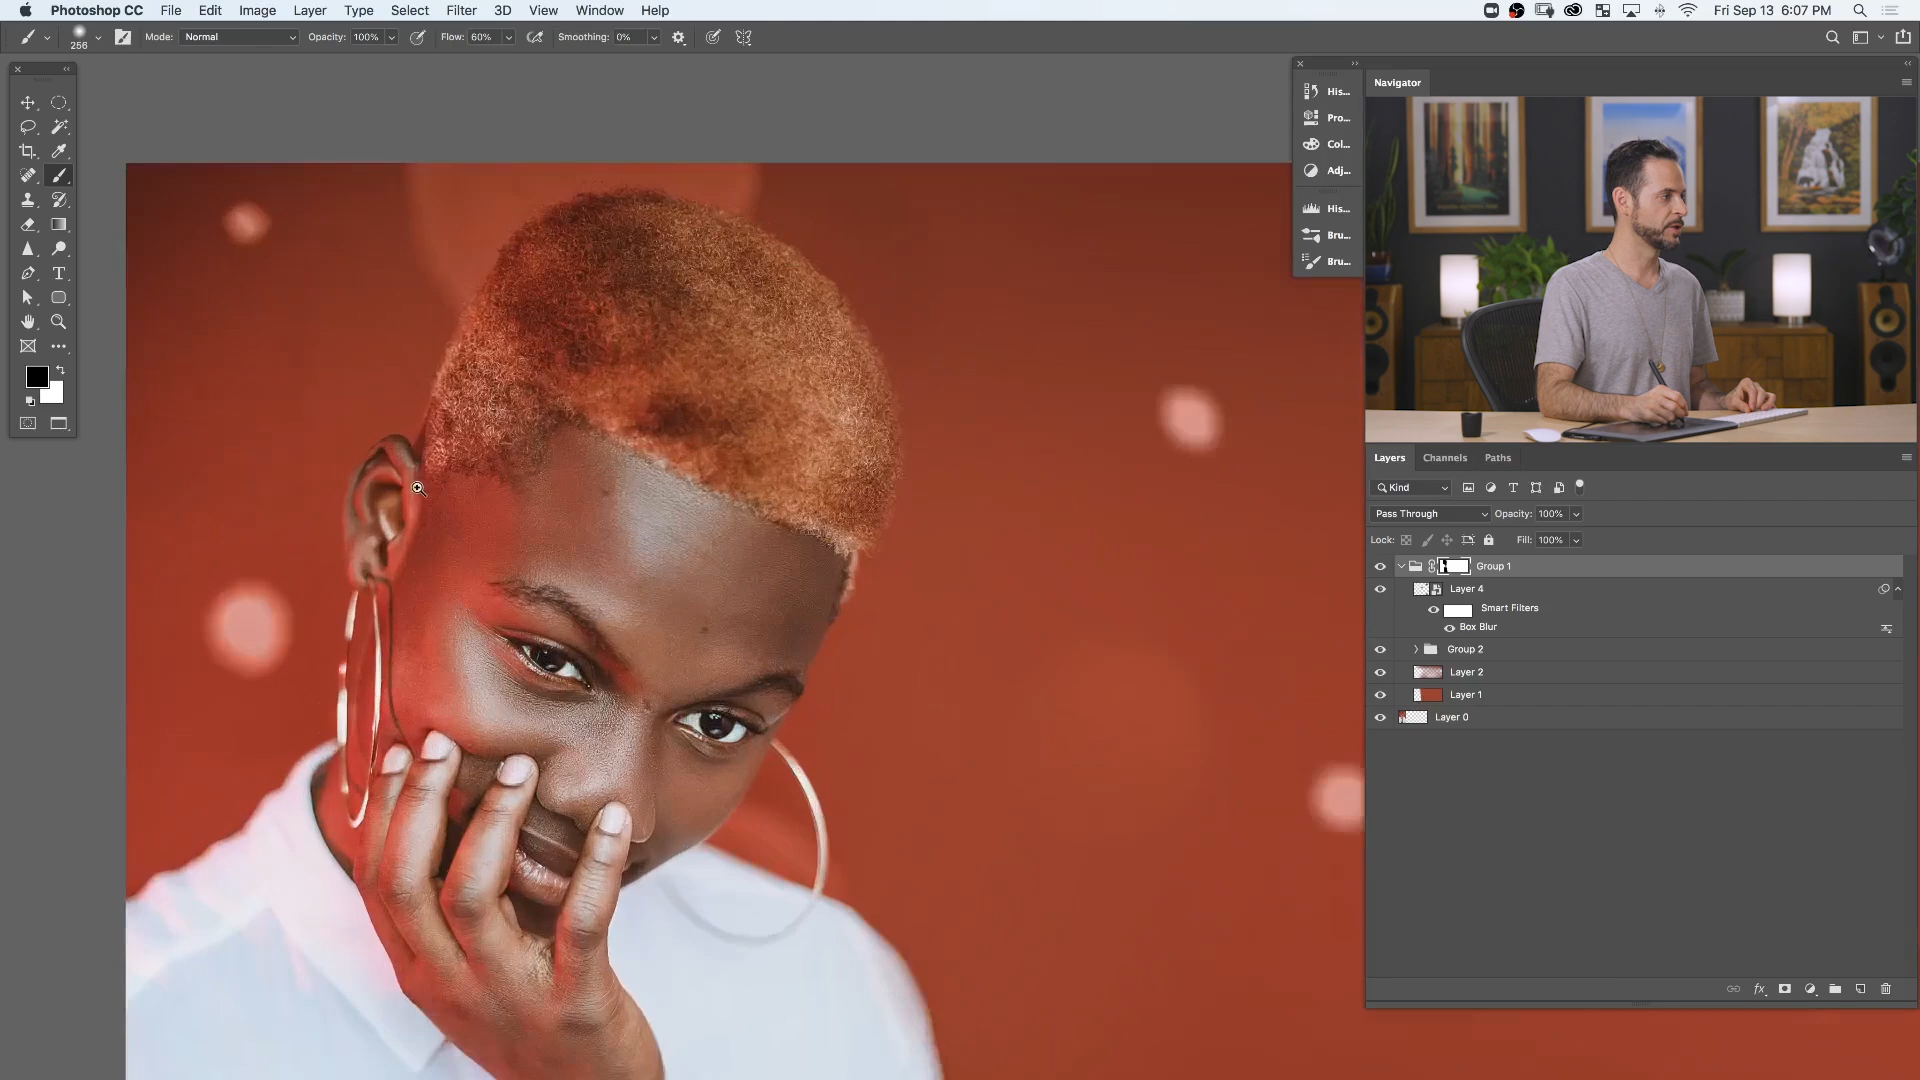 Photoshop CC File Edit Image Layer Type Select Filter 3D View Window Help Fri Sep 13 6:07 PM
256 Mode: Normal Opacity: 100% Flow: 60% Smoothing: 0%
Navigator
His...
Pro...
Col...
Adj...
His...
Bru...
Bru...
T
Layers Channels Paths
Kind
Pass Through Opacity: 100%
Lock: Fill: 100%
Group 1
Layer 4
Smart Filters
Box Blur
Group 2
Layer 2
Layer 1
Layer 0
fx